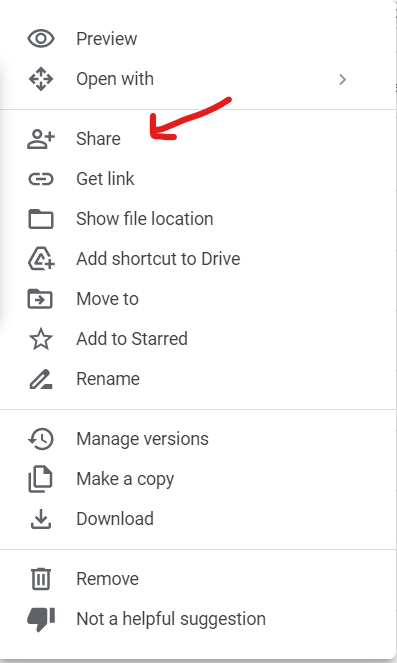 Preview
Open with
Share
Get link
Show file location
Add shortcut to Drive
Move to
Add to Starred
Rename
Manage versions
Make a copy
Download
Remove
Not a helpful suggestion